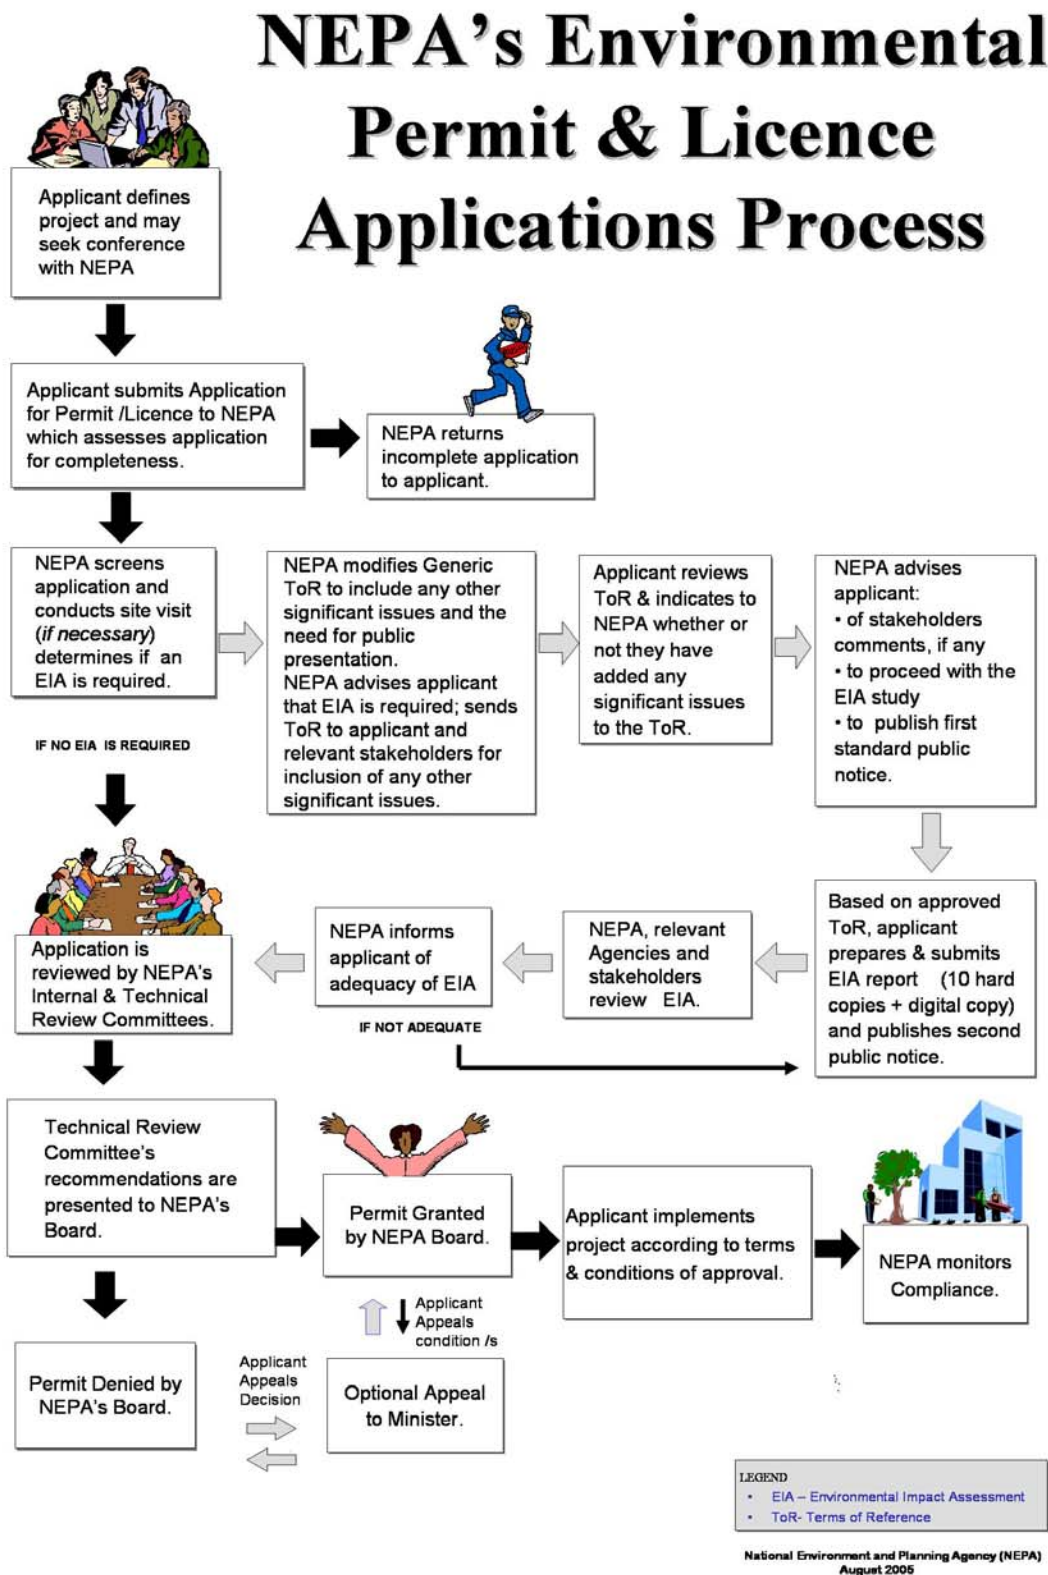 NEPA's Environmental
Permit & Licence
Applications Process
Applicant defines
project and may
seek conference
with NEPA
Applicant submits Application
for Permit /Licence to NEPA
which assesses application
for completeness.
NEPA returns
incomplete application
to applicant.
NEPA screens
application and
conducts site visit
(if necessary)
determines if an
EIA is required.
NEPA modifies Generic
ToR to include any other
significant issues and the
need for public
presentation.
NEPA advises applicant
that EIA is required; sends
ToR to applicant and
relevant stakeholders for
inclusion of any other
significant issues.
Applicant reviews
ToR & indicates to
NEPA whether or
not they have
added any
significant issues
to the ToR.
NEPA advises
applicant:
• of stakeholders
comments, if any
• to proceed with the
EIA study
• to publish first
standard public
notice.
IF NO EIA IS REQUIRED
Application is
reviewed by NEPA's
Internal & Technical
Review Committees.
NEPA informs
applicant of
adequacy of EIA
IF NOT ADEQUATE
NEPA, relevant
Agencies and
stakeholders
review EIA.
Based on approved
ToR, applicant
prepares & submits
EIA report (10 hard
copies + digital copy)
and publishes second
public notice.
Technical Review
Committee's
recommendations are
presented to NEPA's
Board.
Permit Granted
by NEPA Board.
Applicant implements
project according to terms
& conditions of approval.
NEPA monitors
Compliance.
Applicant
Appeals
condition /s
Permit Denied by
NEPA's Board.
Applicant
Appeals
Decision
Optional Appeal
to Minister.
LEGEND
• EIA – Environmental Impact Assessment
• ToR- Terms of Reference
National Environment and Planning Agency (NEPA)
August 2005